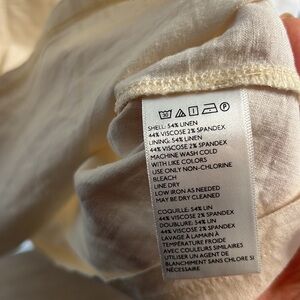 SHELL: 54% LINEN
44% VISCOSE 2% SPANDEX
LINING: 54% LINEN
44% VISCOSE 2% SPANDEX
MACHINE WASH COLD
WITH LIKE COLORS
USE ONLY NON-CHLORINE
BLEACH
LINE DRY
LOW IRON AS NEEDED
MAY BE DRY CLEANED
COQUILLE: 54% LIN
44% VISCOSE 2% SPANDEX
DOUBLURE: 54% LIN
44% VISCOSE 2% SPANDEX
LAVAGE À LAMAIN À
TEMPÉRATURE FROIDE
AVEC COULEURS SIMILAIRES
UTILISER UN AGENT DE
BLANCHIMENT SANS CHLORE SI
NÉCESSAIRE